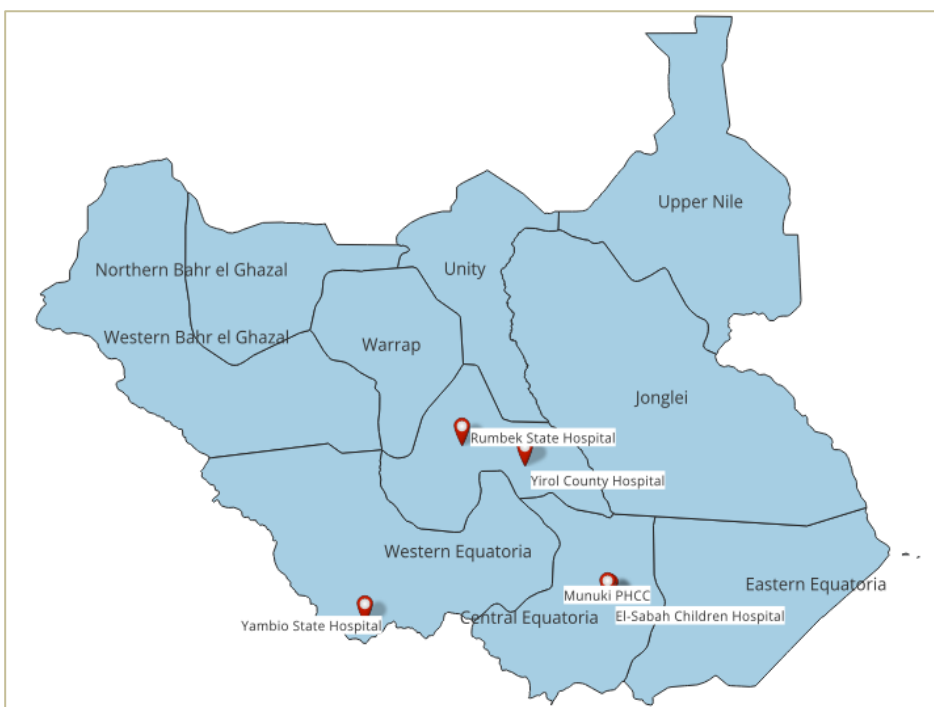 Upper Nile
Northern Bahr el Ghazal
Unity
Western Bahr el Ghazal
Warrap
Jonglei
Rumbek State Hospital
Yirol County Hospital
Western Equatoria
Eastern Equatoria
Munuki PHCC
El-Sabah Children Hospital
Central Equatoria
Yambio State Hospital